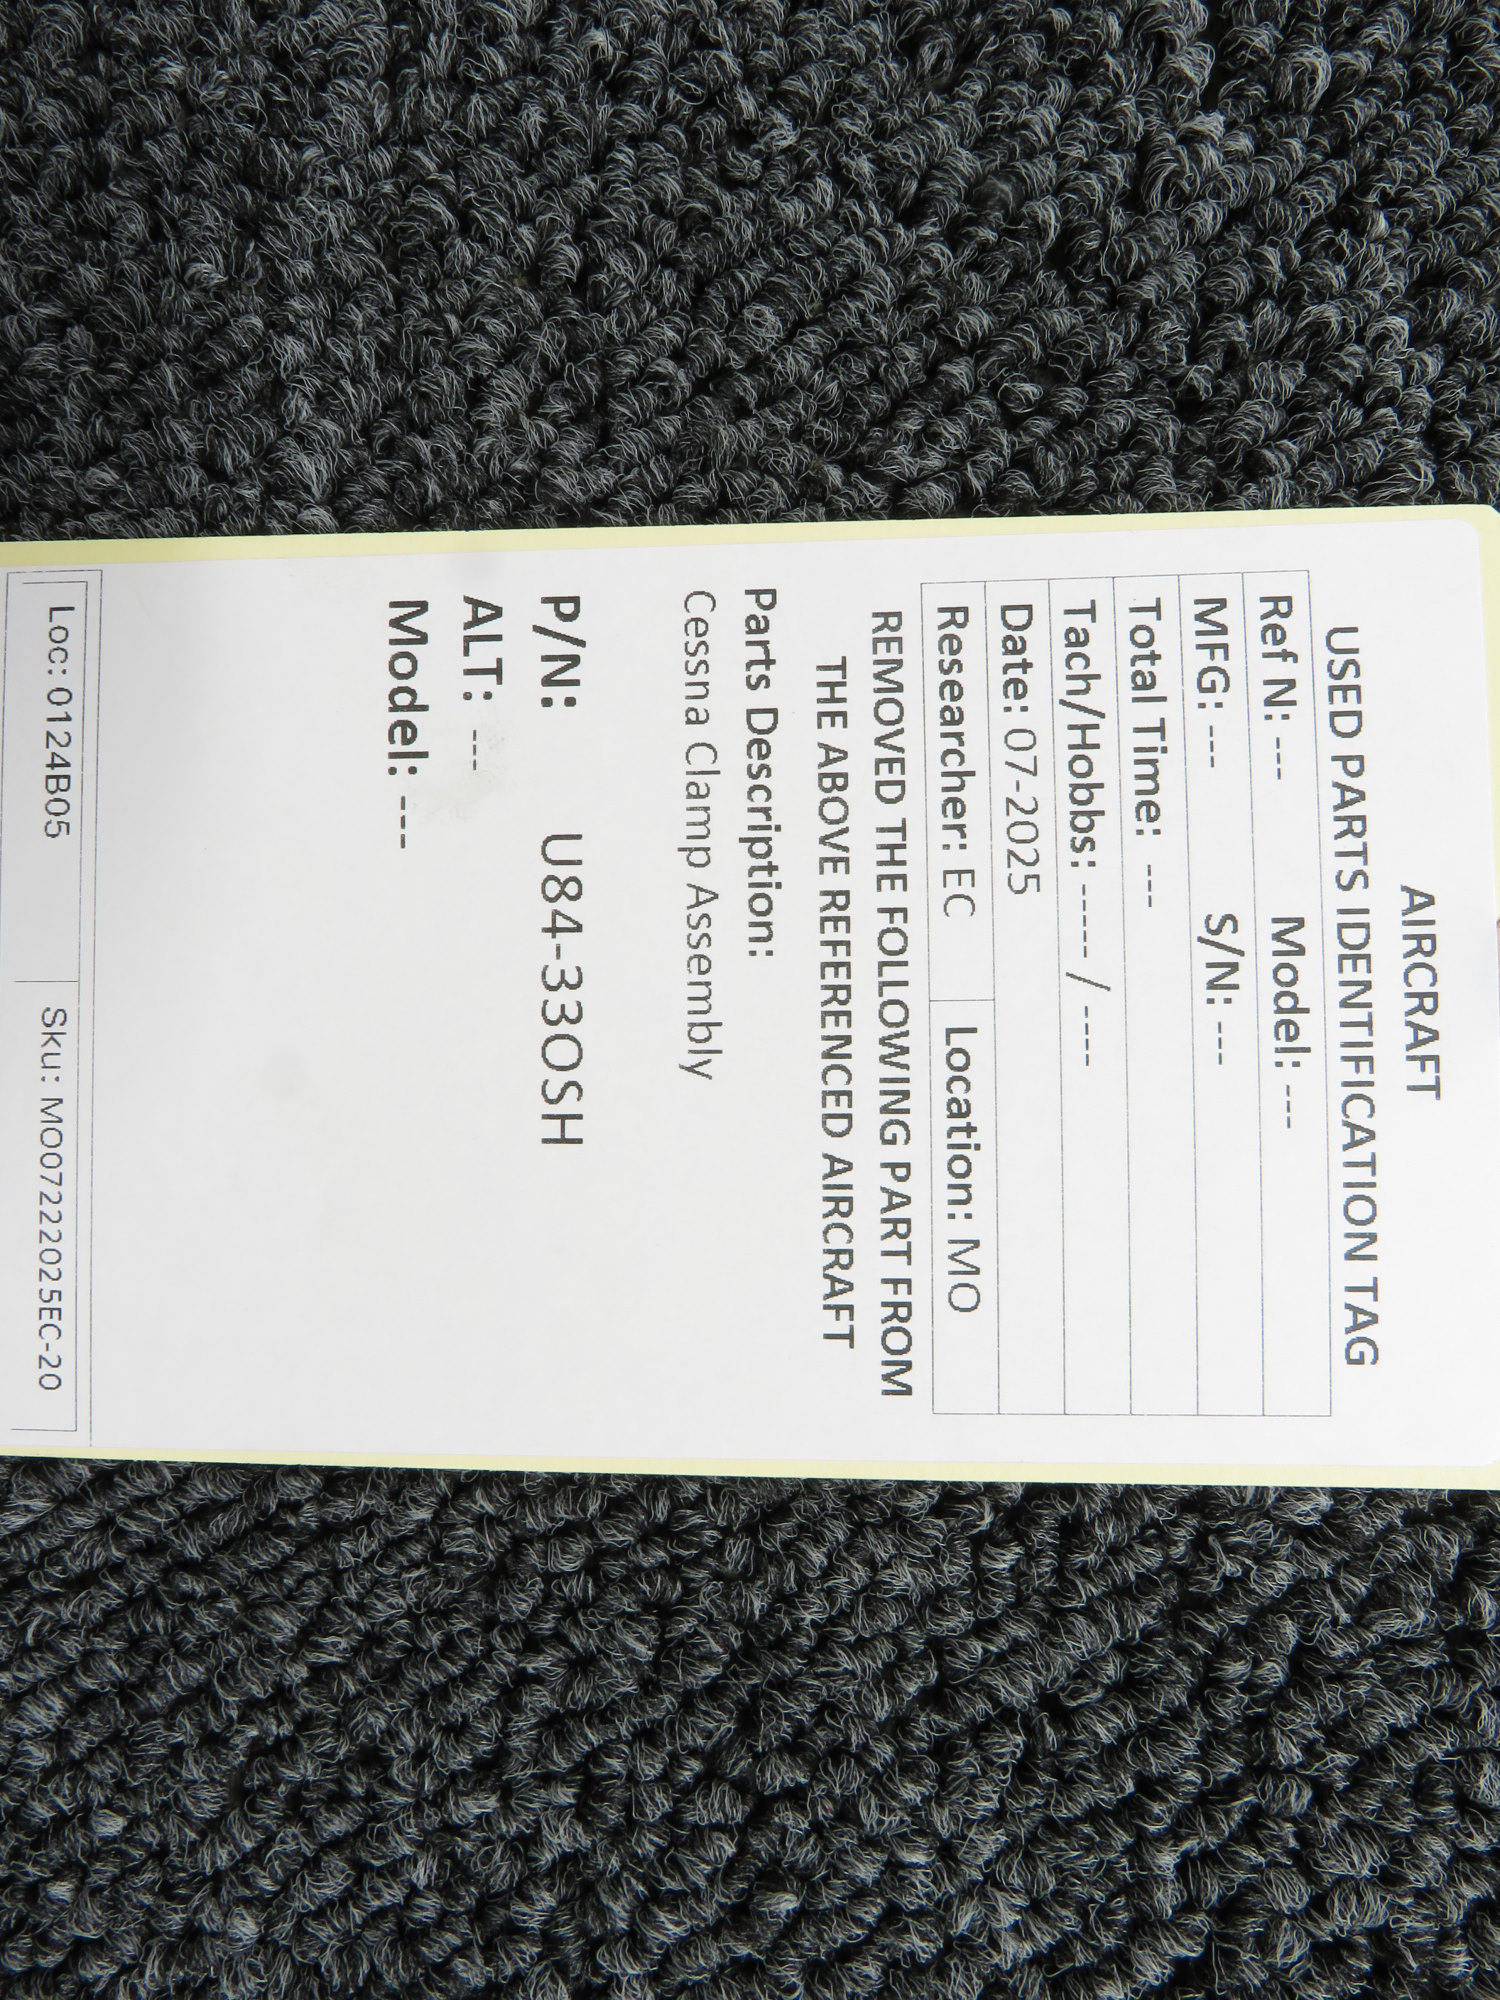 AIRCRAFT
USED PARTS IDENTIFICATION TAG
Ref N: --- Model: ---
MFG: --- S/N: ---
Total Time: ---
Tach/Hobbs: ----- / ----
Date: 07-2025
Researcher: EC Location: MO
REMOVED THE FOLLOWING PART FROM
THE ABOVE REFERENCED AIRCRAFT
Parts Description:
Cessna Clamp Assembly
P/N: U84-33OSH
ALT: ---
Model: ---
Loc: 0124B05 Sku: MO07222025EC-20